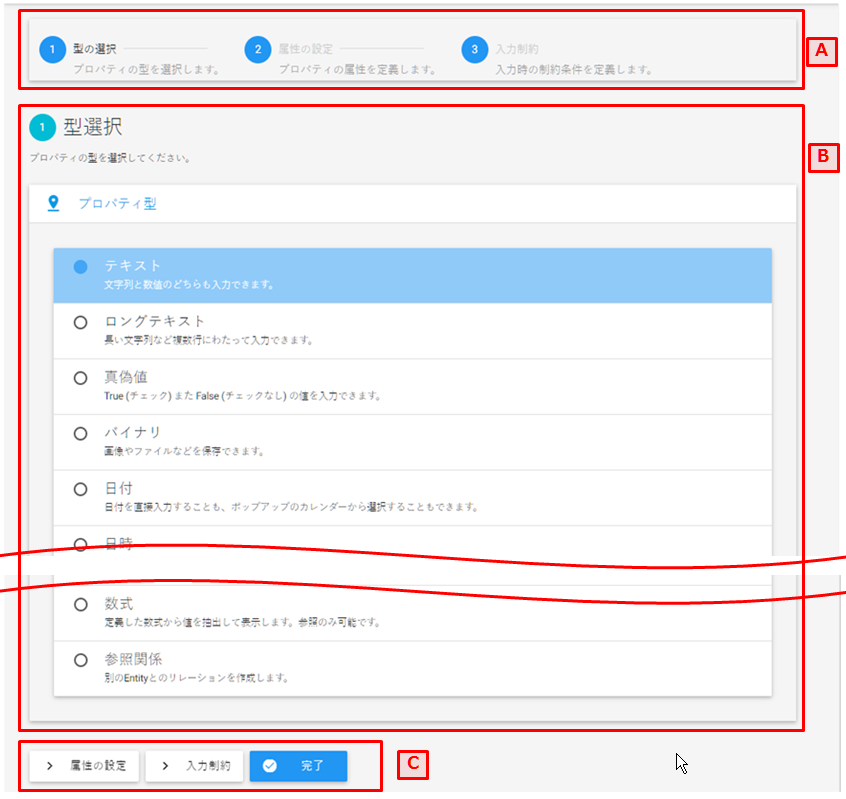 1 型の選択 2 属性の設定 3 入力制約
プロパティの型を選択します。 プロパティの属性を定義します。 入力時の制約条件を定義します。
A
1 型選択
B
プロパティの型を選択してください。
プロパティ型
テキスト
文字列と数値のどちらも入力できます。
ロングテキスト
長い文字列など複数行にわたって入力できます。
真偽値
True (チェック) また False (チェックなし) の値を入力できます。
バイナリ
画像やファイルなどを保存できます。
日付
日付を直接入力することも、ポップアップのカレンダーから選択することもできます。
日時
数式
定義した数式から値を抽出して表示します。参照のみ可能です。
参照関係
別のEntityとのリレーションを作成します。
属性の設定 入力制約 完了
C